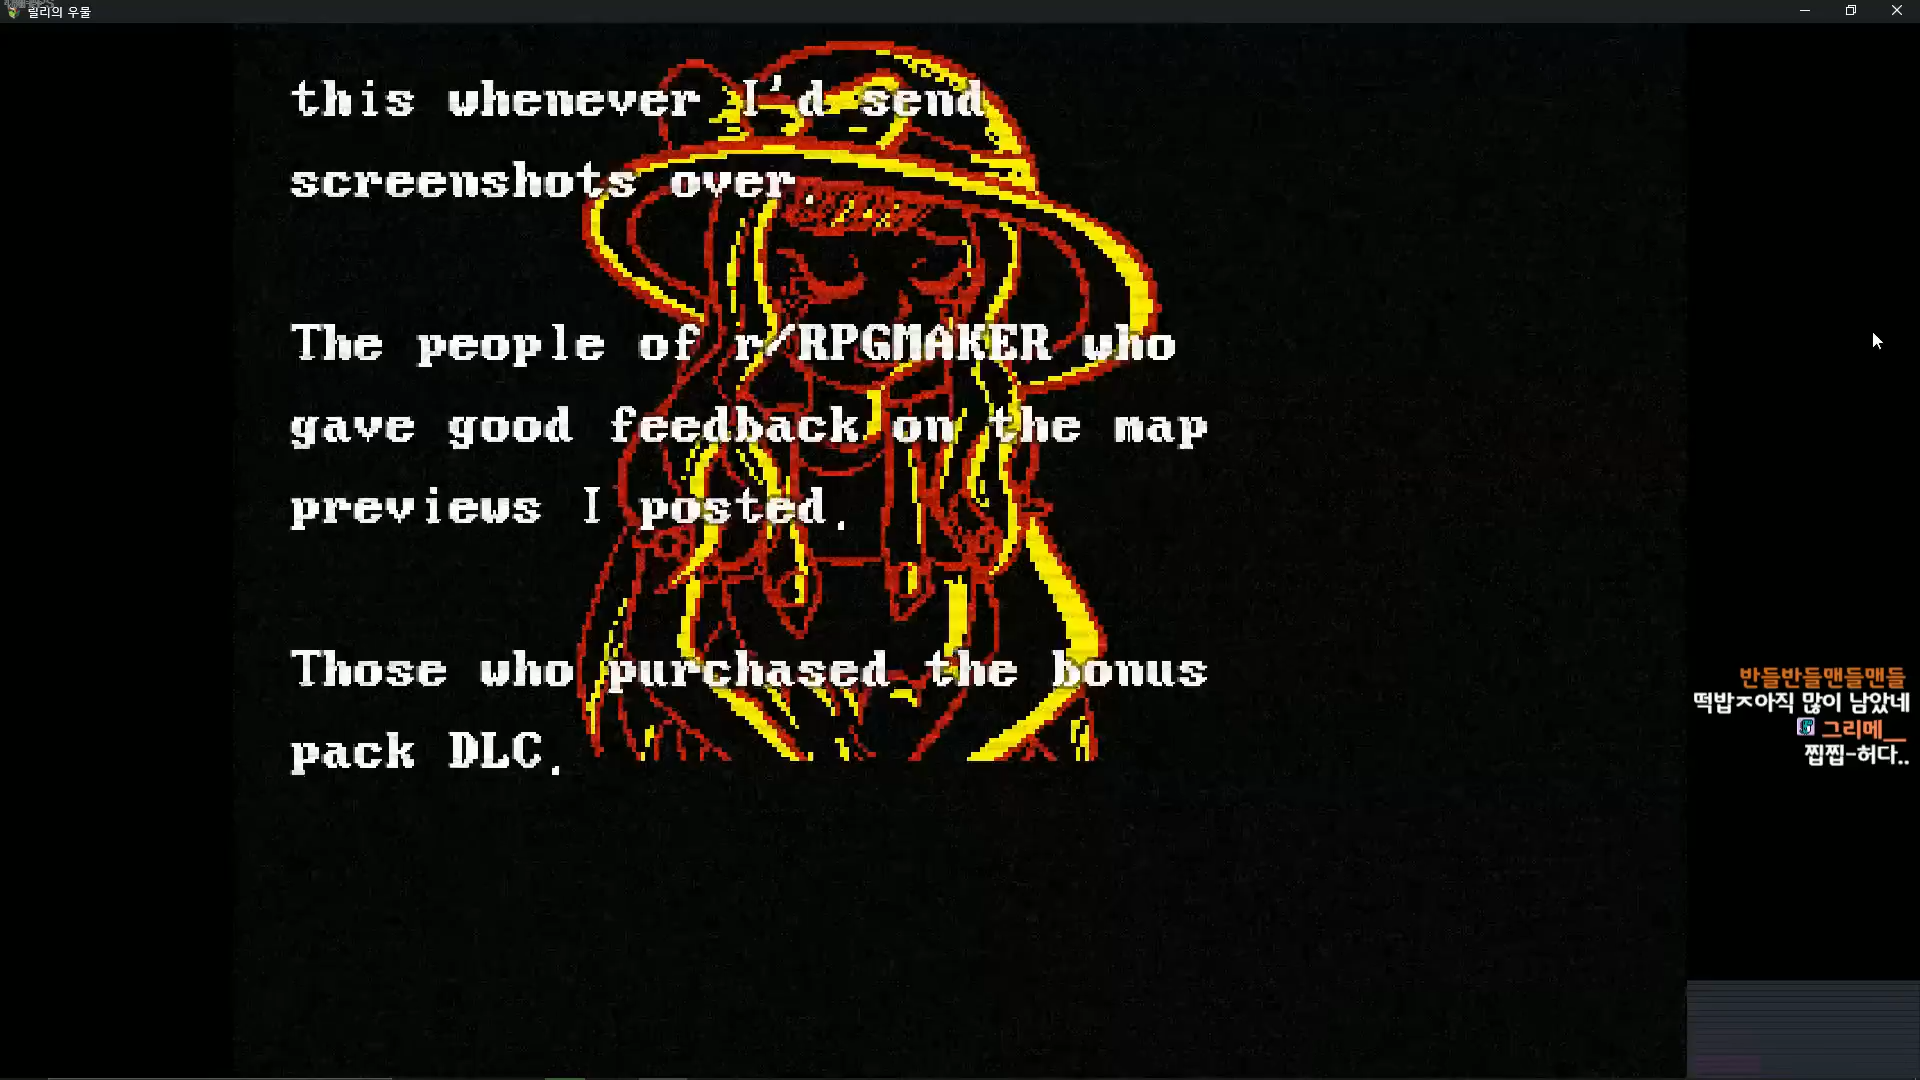 릴리의 우물
this whenever I'd send
screenshots over.
The people of r/RPGMAKER who
gave good feedback on the map
previews I posted.
Those who purchased the bonus
pack DLC.
반들반들맨들맨들
떡밥ㅈ아직 많이 남았네
그리메__
찝찝-허다..